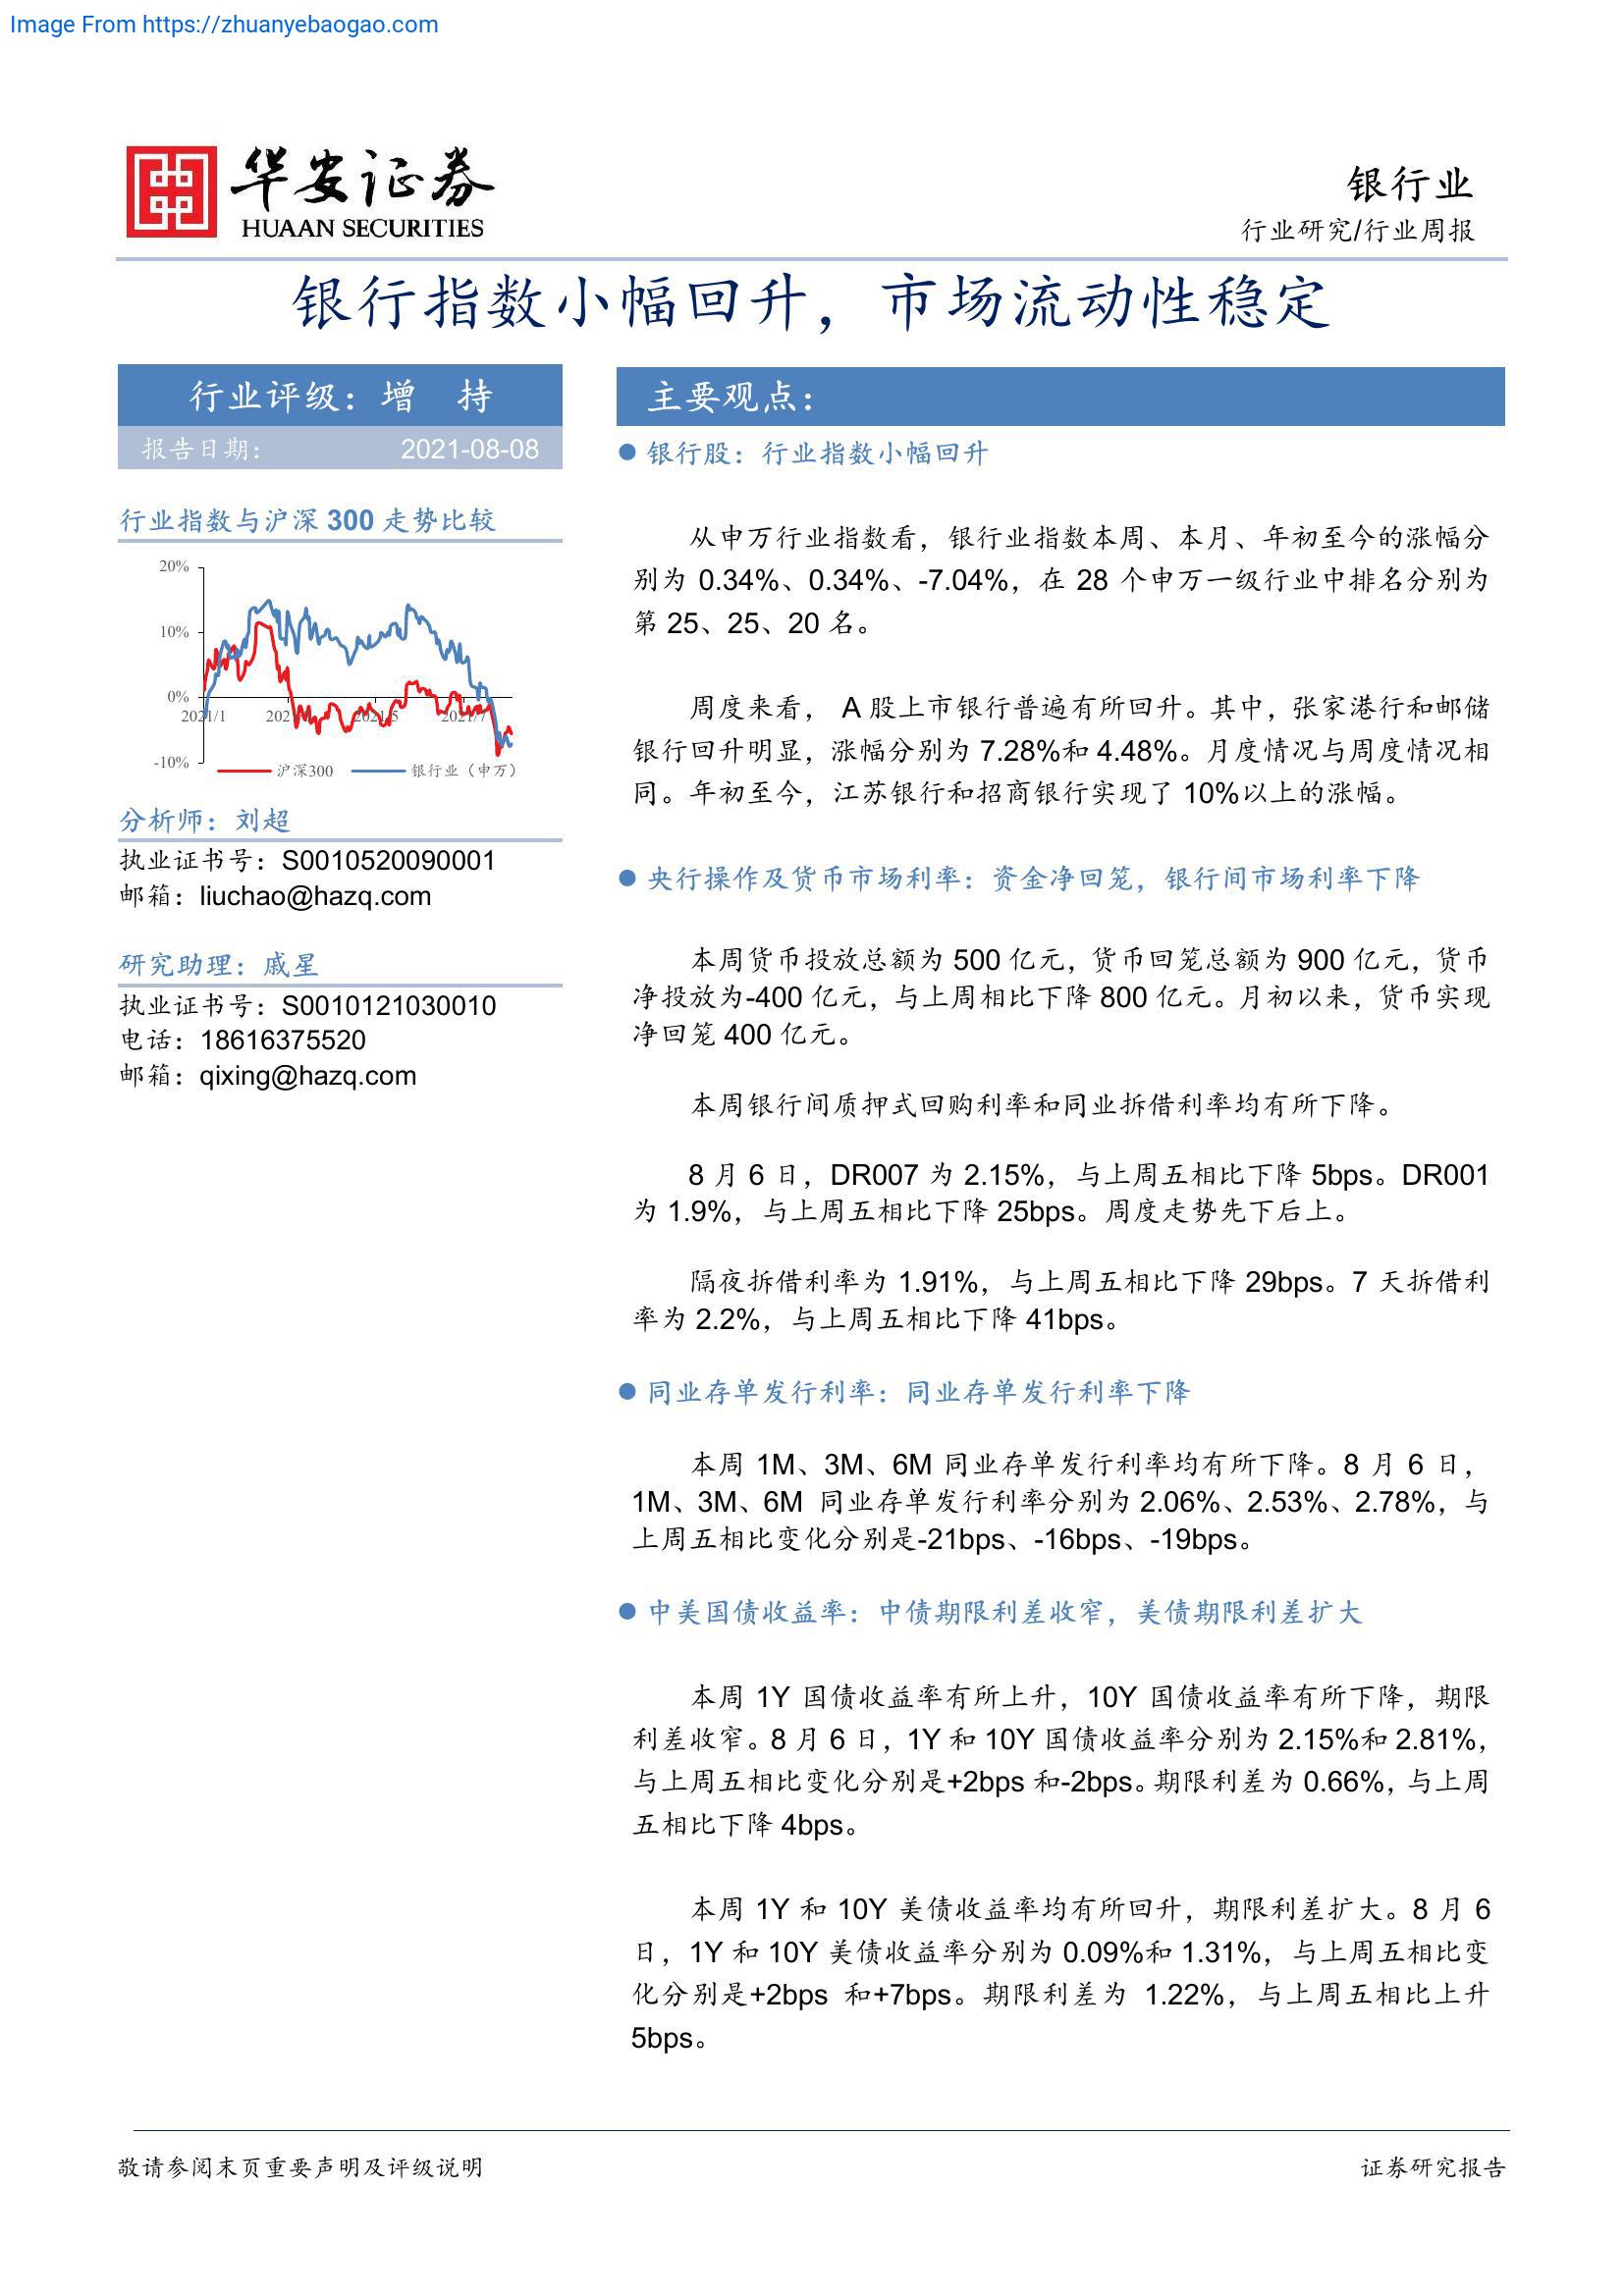 Image From https://zhuanyebaogao.com
华安证券
HUAAN SECURITIES
银行业
行业研究/行业周报
银行指数小幅回升，市场流动性稳定
行业评级：增 持
报告日期： 2021-08-08
行业指数与沪深 300 走势比较
20%
10%
0%
-10%
2021/1
2021/5
2021/7
沪深300 银行业（申万）
分析师：刘超
执业证书号：S0010520090001
邮箱：liuchao@hazq.com
研究助理：戚星
执业证书号：S0010121030010
电话：18616375520
邮箱：qixing@hazq.com
主要观点：
银行股：行业指数小幅回升
从申万行业指数看，银行业指数本周、本月、年初至今的涨幅分
别为 0.34%、0.34%、-7.04%，在 28 个申万一级行业中排名分别为
第 25、25、20 名。
周度来看， A 股上市银行普遍有所回升。其中，张家港行和邮储
银行回升明显，涨幅分别为 7.28%和 4.48%。月度情况与周度情况相
同。年初至今，江苏银行和招商银行实现了 10%以上的涨幅。
央行操作及货币市场利率：资金净回笼，银行间市场利率下降
本周货币投放总额为 500 亿元，货币回笼总额为 900 亿元，货币
净投放为-400 亿元，与上周相比下降 800 亿元。月初以来，货币实现
净回笼 400 亿元。
本周银行间质押式回购利率和同业拆借利率均有所下降。
8 月 6 日，DR007 为 2.15%，与上周五相比下降 5bps。DR001
为 1.9%，与上周五相比下降 25bps。周度走势先下后上。
隔夜拆借利率为 1.91%，与上周五相比下降 29bps。7 天拆借利
率为 2.2%，与上周五相比下降 41bps。
同业存单发行利率：同业存单发行利率下降
本周 1M、3M、6M 同业存单发行利率均有所下降。8 月 6 日，
1M、3M、6M 同业存单发行利率分别为 2.06%、2.53%、2.78%，与
上周五相比变化分别是-21bps、-16bps、-19bps。
中美国债收益率：中债期限利差收窄，美债期限利差扩大
本周 1Y 国债收益率有所上升，10Y 国债收益率有所下降，期限
利差收窄。8 月 6 日，1Y 和 10Y 国债收益率分别为 2.15%和 2.81%，
与上周五相比变化分别是+2bps 和-2bps。期限利差为 0.66%，与上周
五相比下降 4bps。
本周 1Y 和 10Y 美债收益率均有所回升，期限利差扩大。8 月 6
日，1Y 和 10Y 美债收益率分别为 0.09%和 1.31%，与上周五相比变
化分别是+2bps 和+7bps。期限利差为 1.22%，与上周五相比上升
5bps。
敬请参阅末页重要声明及评级说明
证券研究报告